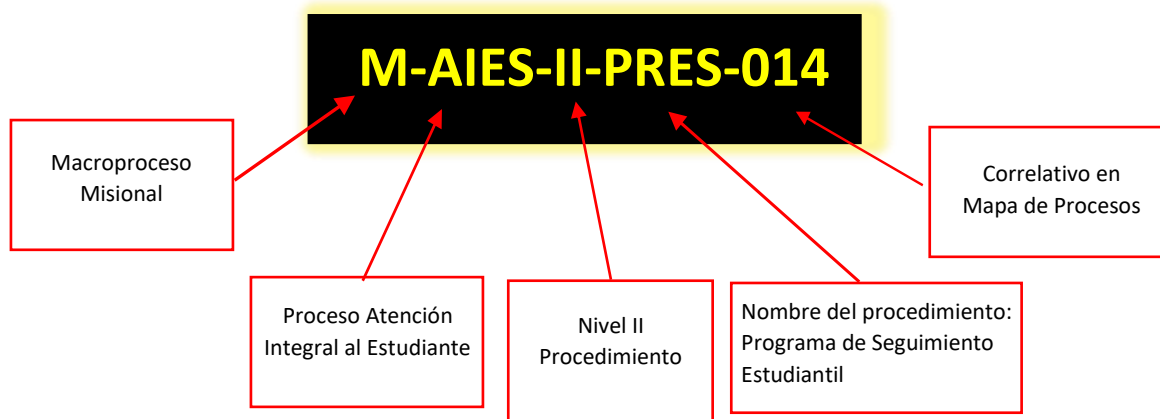 M-AIES-II-PRES-014
Macroproceso
Misional
Correlativo en
Mapa de Procesos
Proceso Atención
Integral al Estudiante
Nivel II
Procedimiento
Nombre del procedimiento:
Programa de Seguimiento
Estudiantil